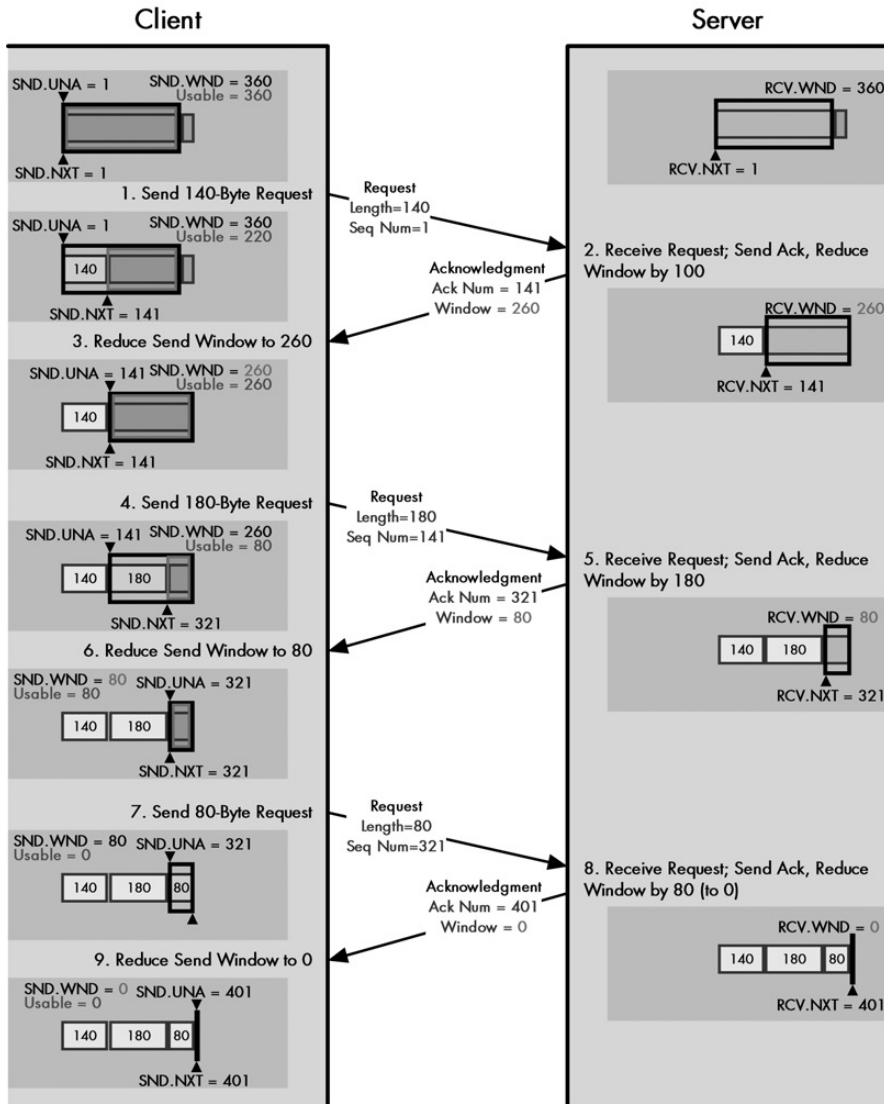 Client
Server
SND.UNA = 1
SND.WND = 360
Usable = 360
SND.NXT = 1
RCV.WND = 360
RCV.NXT = 1
1. Send 140-Byte Request
Request
Length=140
Seq Num=1
SND.UNA = 1
SND.WND = 360
Usable = 220
140
SND.NXT = 141
2. Receive Request; Send Ack, Reduce
Window by 100
Acknowledgment
Ack Num = 141
Window = 260
RCV.WND = 260
140
RCV.NXT = 141
3. Reduce Send Window to 260
SND.UNA = 141
SND.WND = 260
Usable = 260
140
SND.NXT = 141
4. Send 180-Byte Request
Request
Length=180
Seq Num=141
SND.UNA = 141
SND.WND = 260
Usable = 80
140
180
SND.NXT = 321
5. Receive Request; Send Ack, Reduce
Window by 180
Acknowledgment
Ack Num = 321
Window = 80
RCV.WND = 80
140
180
RCV.NXT = 321
6. Reduce Send Window to 80
SND.WND = 80
Usable = 80
SND.UNA = 321
140
180
SND.NXT = 321
7. Send 80-Byte Request
Request
Length=80
Seq Num=321
SND.WND = 80
Usable = 0
SND.UNA = 321
140
180
80
8. Receive Request; Send Ack, Reduce
Window by 80 (to 0)
Acknowledgment
Ack Num = 401
Window = 0
RCV.WND = 0
140
180
80
RCV.NXT = 401
9. Reduce Send Window to 0
SND.WND = 0
Usable = 0
SND.UNA = 401
140
180
80
SND.NXT = 401